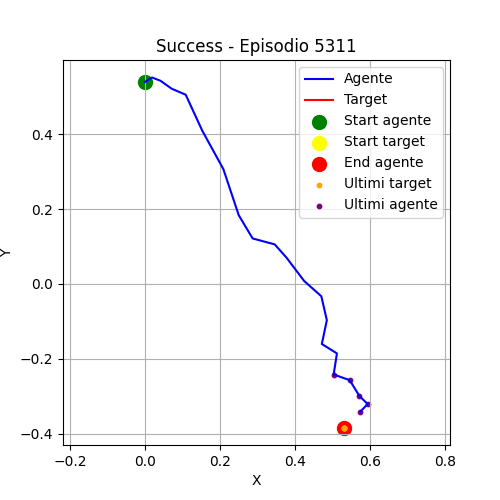 Success - Episodio 5311
Agente
Target
Start agente
Start target
End agente
Ultimi target
Ultimi agente
0.4
0.2
0.0
−0.2
−0.4
Y
−0.2
0.0
0.2
0.4
0.6
0.8
X